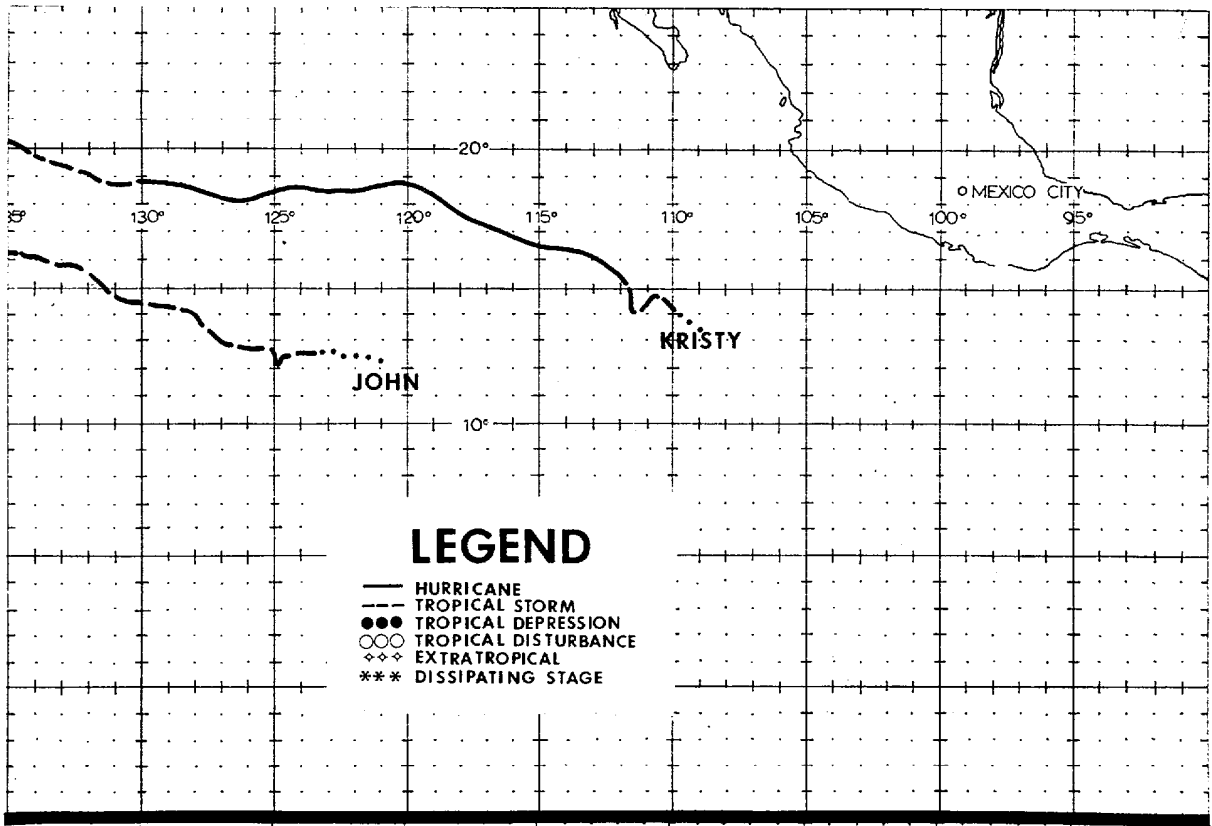 20°
MEXICO CITY
35° 130° 125° 120° 115° 110° 105° 100° 95°
KRISTY
JOHN
10°
LEGEND
HURRICANE
TROPICAL STORM
TROPICAL DEPRESSION
TROPICAL DISTURBANCE
EXTRATROPICAL
DISSIPATING STAGE